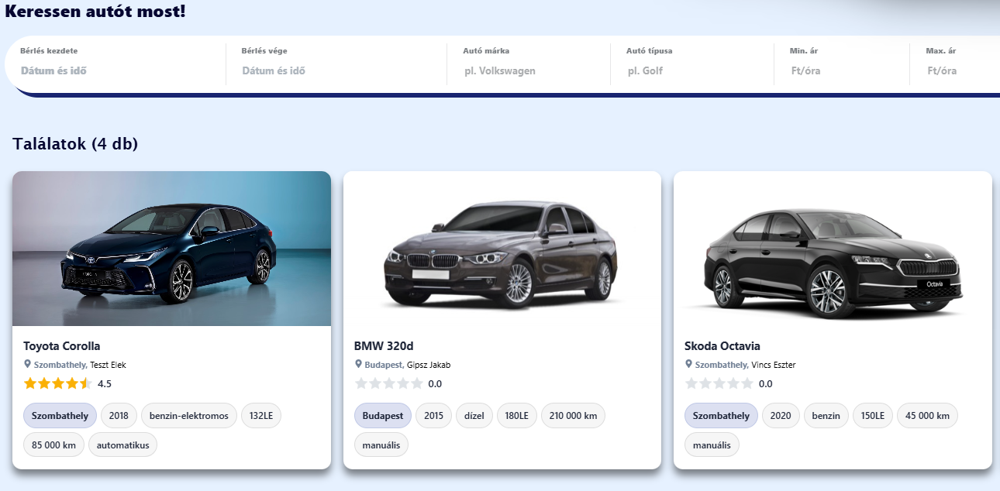 Keressen autót most!
Bérlés kezdete
Dátum és idő
Bérlés vége
Dátum és idő
Autó márka
pl. Volkswagen
Autó típusa
pl. Golf
Min. ár
Ft/óra
Max. ár
Ft/óra
Találatok (4 db)
Toyota Corolla
Szombathely, Teszt Elek
4.5
Szombathely 2018 benzin-elektromos 132LE
85 000 km automatikus
BMW 320d
Budapest, Gipsz Jakab
0.0
Budapest 2015 dízel 180LE 210 000 km
manuális
Octavia
Skoda Octavia
Szombathely, Vincs Eszter
0.0
Szombathely 2020 benzin 150LE 45 000 km
manuális